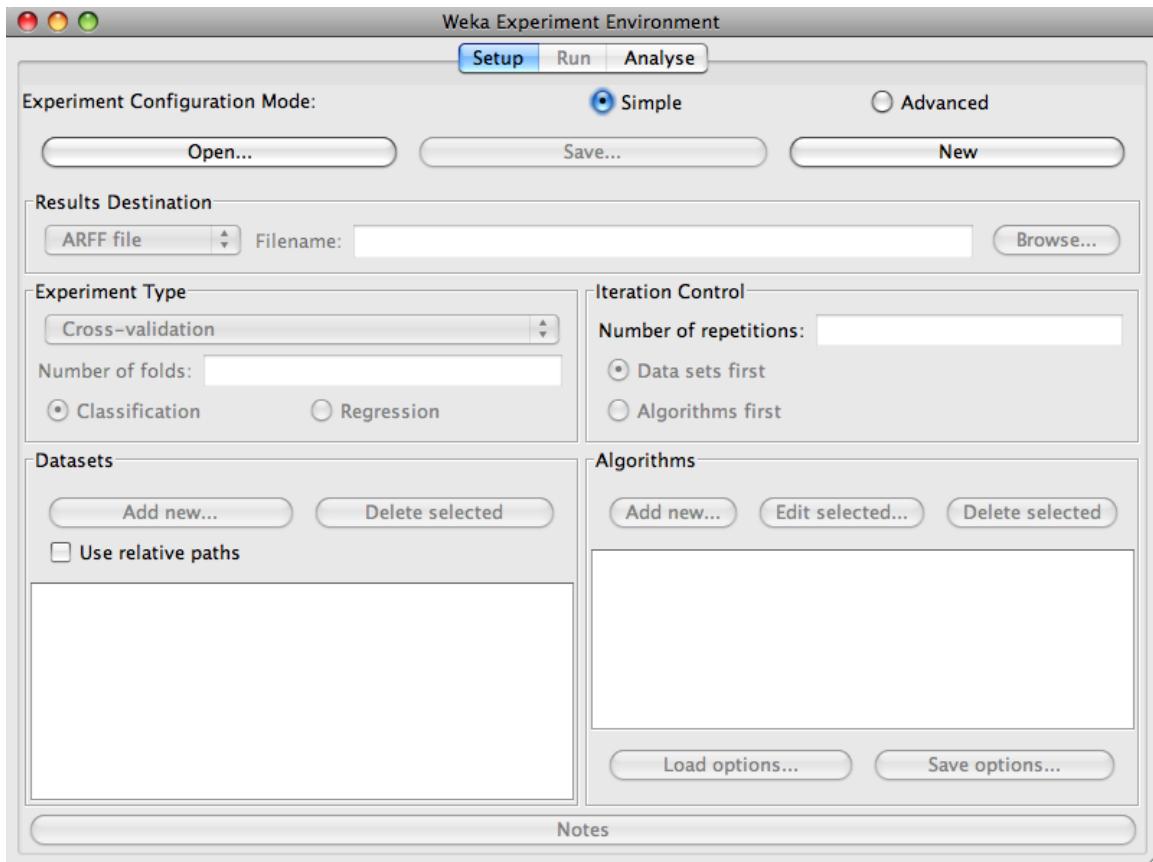 Weka Experiment Environment
Setup Run Analyse
Experiment Configuration Mode: Simple Advanced
Open... Save... New
Results Destination
ARFF file Filename: Browse...
Experiment Type
Cross-validation
Number of folds:
Classification Regression
Iteration Control
Number of repetitions:
Data sets first
Algorithms first
Datasets
Add new... Delete selected
Use relative paths
Algorithms
Add new... Edit selected... Delete selected
Load options... Save options...
Notes